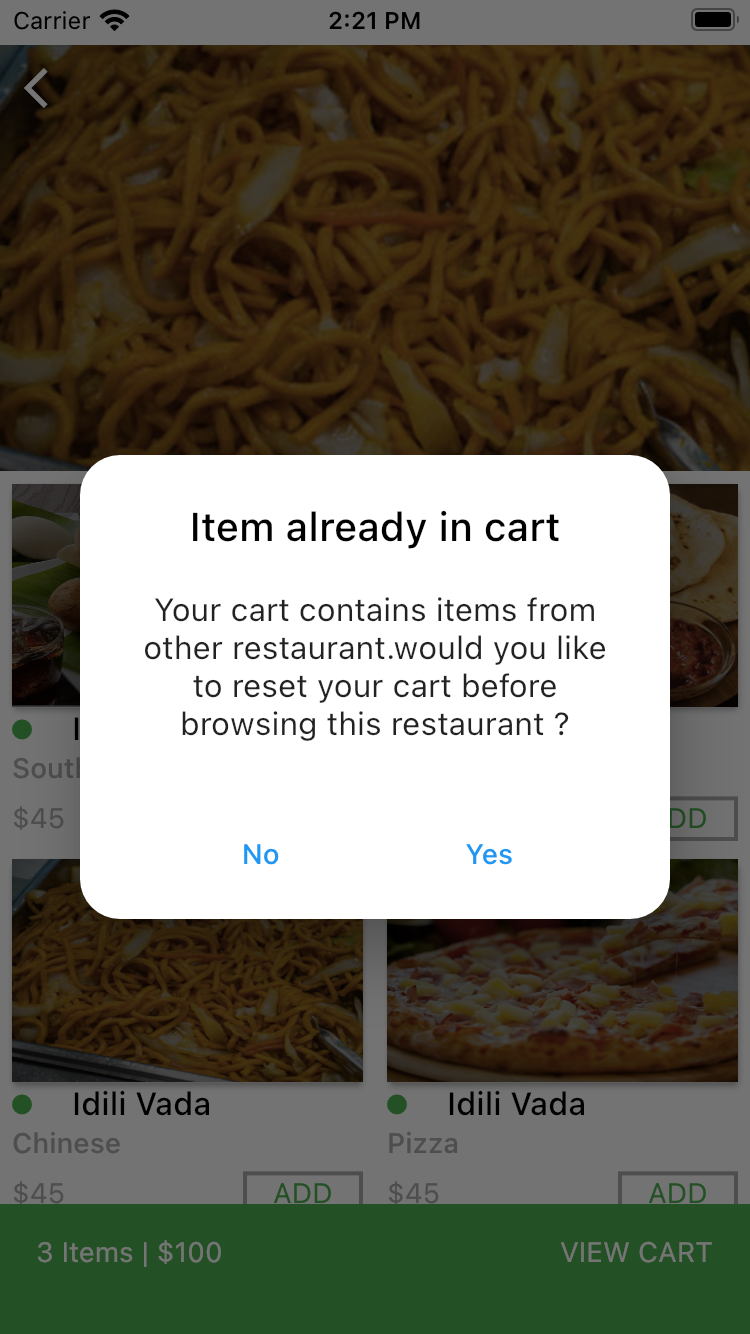 Carrier
2:21 PM
Item already in cart
Your cart contains items from
other restaurant.would you like
to reset your cart before
browsing this restaurant ?
No
Yes
$45
Idili Vada
Idili Vada
Chinese
Pizza
$45
ADD
$45
ADD
3 Items | $100
VIEW CART